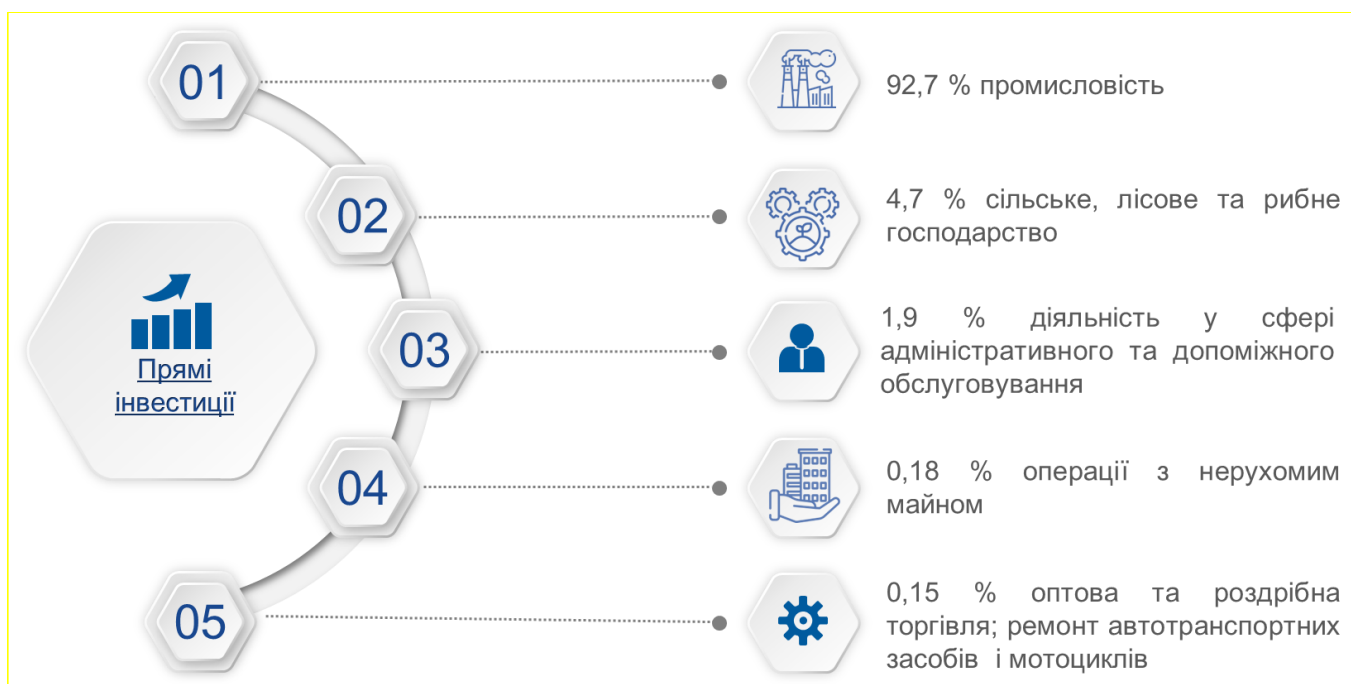 01
92,7 % промисловість
02
4,7 % сільське, лісове та рибне
господарство
Прямі
інвестиції
03
1,9 % діяльність у сфері
адміністративного та допоміжного
обслуговування
04
0,18 % операції з нерухомим
майном
05
0,15 % оптова та роздрібна
торгівля; ремонт автотранспортних
засобів і мотоциклів